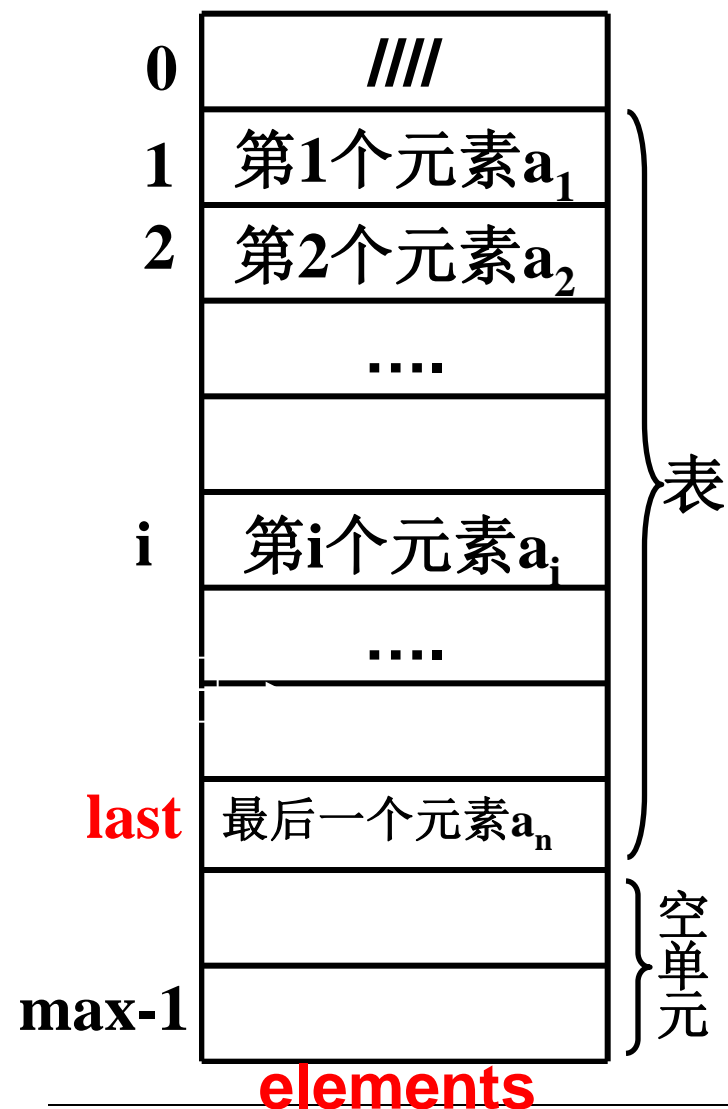 0 ////
1 第1个元素a₁
2 第2个元素a₂
....
i 第i个元素aᵢ
....
表
last 最后一个元素aₙ
空单元
max-1
elements